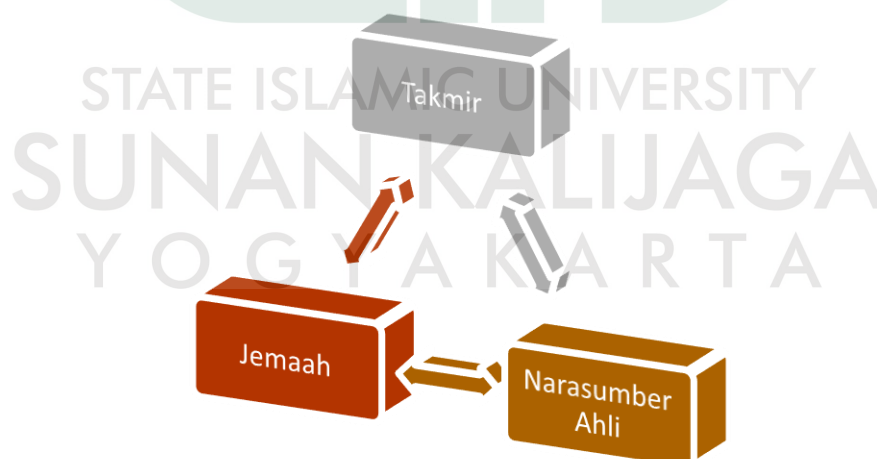 STATE ISLAMIC UNIVERSITY
SUNAN KALIJAGA
YOGYAKARTA
Takmir
Jemaah
Narasumber
Ahli